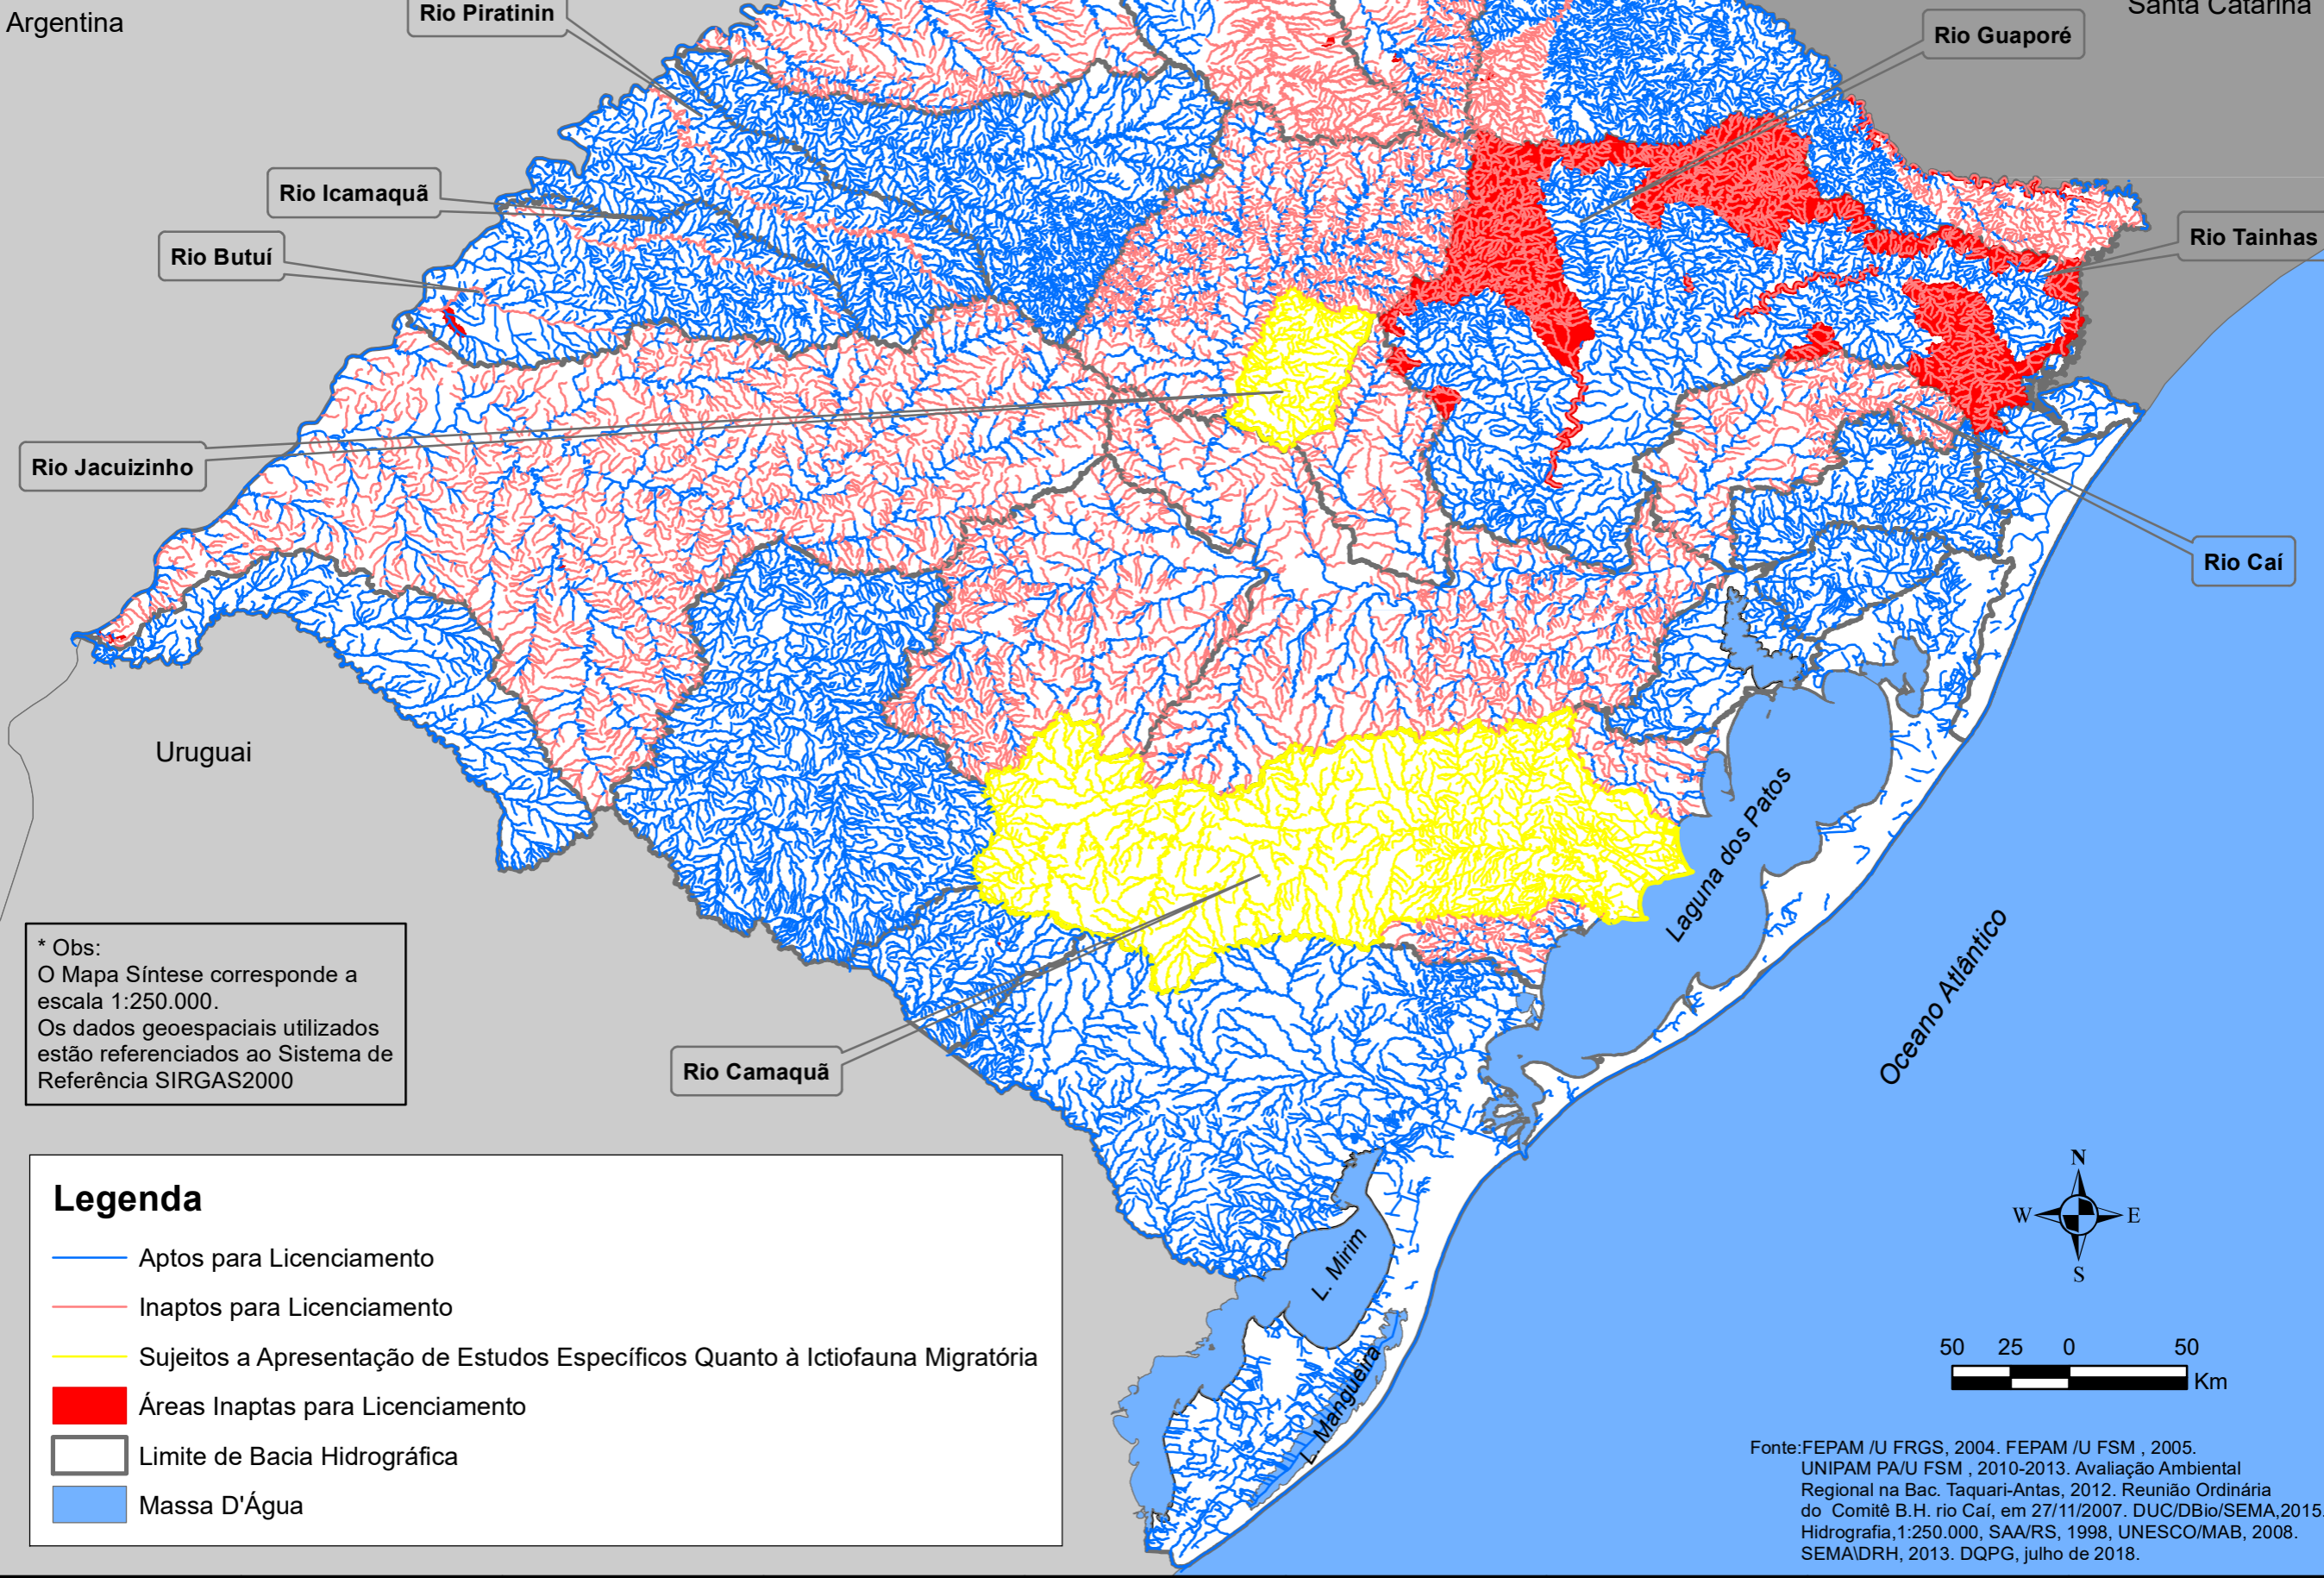 Argentina
Rio Piratinin
Santa Catarina
Rio Guaporé
Rio Icamaquã
Rio Butuí
Rio Tainhas
Rio Jacuizinho
Rio Caí
Uruguai
Laguna dos Patos
Oceano Atlântico
* Obs:
O Mapa Síntese corresponde a
escala 1:250.000.
Os dados geoespaciais utilizados
estão referenciados ao Sistema de
Referência SIRGAS2000
Rio Camaquã
L. Mirim
L. Mangueira
Legenda
Aptos para Licenciamento
Inaptos para Licenciamento
Sujeitos a Apresentação de Estudos Específicos Quanto à Ictiofauna Migratória
Áreas Inaptas para Licenciamento
Limite de Bacia Hidrográfica
Massa D'Água
N
W E
S
50 25 0 50
Km
Fonte:FEPAM /U FRGS, 2004. FEPAM /U FSM , 2005.
UNIPAM PA/U FSM , 2010-2013. Avaliação Ambiental
Regional na Bac. Taquari-Antas, 2012. Reunião Ordinária
do Comitê B.H. rio Caí, em 27/11/2007. DUC/DBio/SEMA,2015.
Hidrografia,1:250.000, SAA/RS, 1998, UNESCO/MAB, 2008.
SEMA\DRH, 2013. DQPG, julho de 2018.